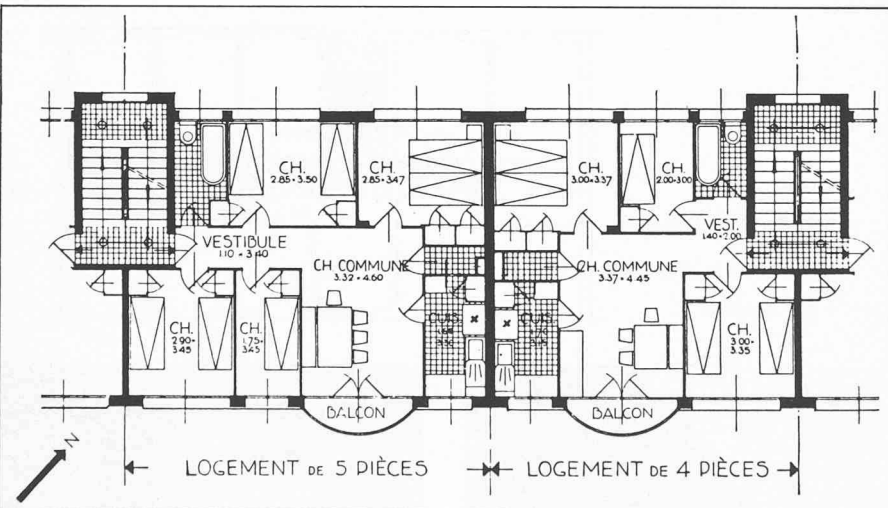 CH.
2.85×3.50
CH.
2.85×3.47
CH.
3.00×3.37
CH.
2.00×3.00
VESTIBULE
1.10 × 3.40
VEST.
1.40×2.00
CH. COMMUNE
3.32 × 4.60
CH. COMMUNE
3.37 × 4.45
CH.
2.90×
3.45
CH.
1.75×
3.45
CUIS.
CUIS.
CH.
3.00×
3.35
BALCON
BALCON
N
LOGEMENT DE 5 PIÈCES
LOGEMENT DE 4 PIÈCES